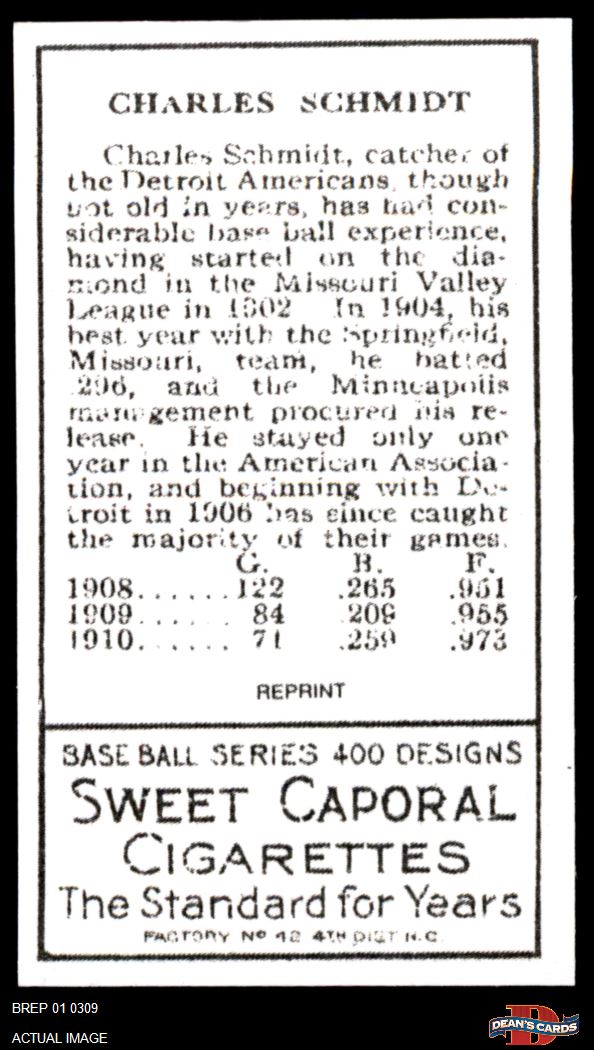 CHARLES SCHMIDT
Charles Schmidt, catcher of
the Detroit Americans, though
not old in years, has had con-
siderable base ball experience,
having started on the dia-
mond in the Missouri Valley
League in 1902 In 1904, his
best year with the Springfield,
Missouri, team, he batted
.296, and the Minneapolis
management procured his re-
lease. He stayed only one
year in the American Associa-
tion, and beginning with De-
troit in 1906 has since caught
the majority of their games.
G. B. F.
1908......122 .265 .951
1909......84 .209 .955
1910......71 .259 .973
REPRINT
BASE BALL SERIES 400 DESIGNS
SWEET CAPORAL
CIGARETTES
The Standard for Years
FACTORY No 42 4TH DIST N.C.
BREP 01 0309
ACTUAL IMAGE
D
DEAN'S CARDS